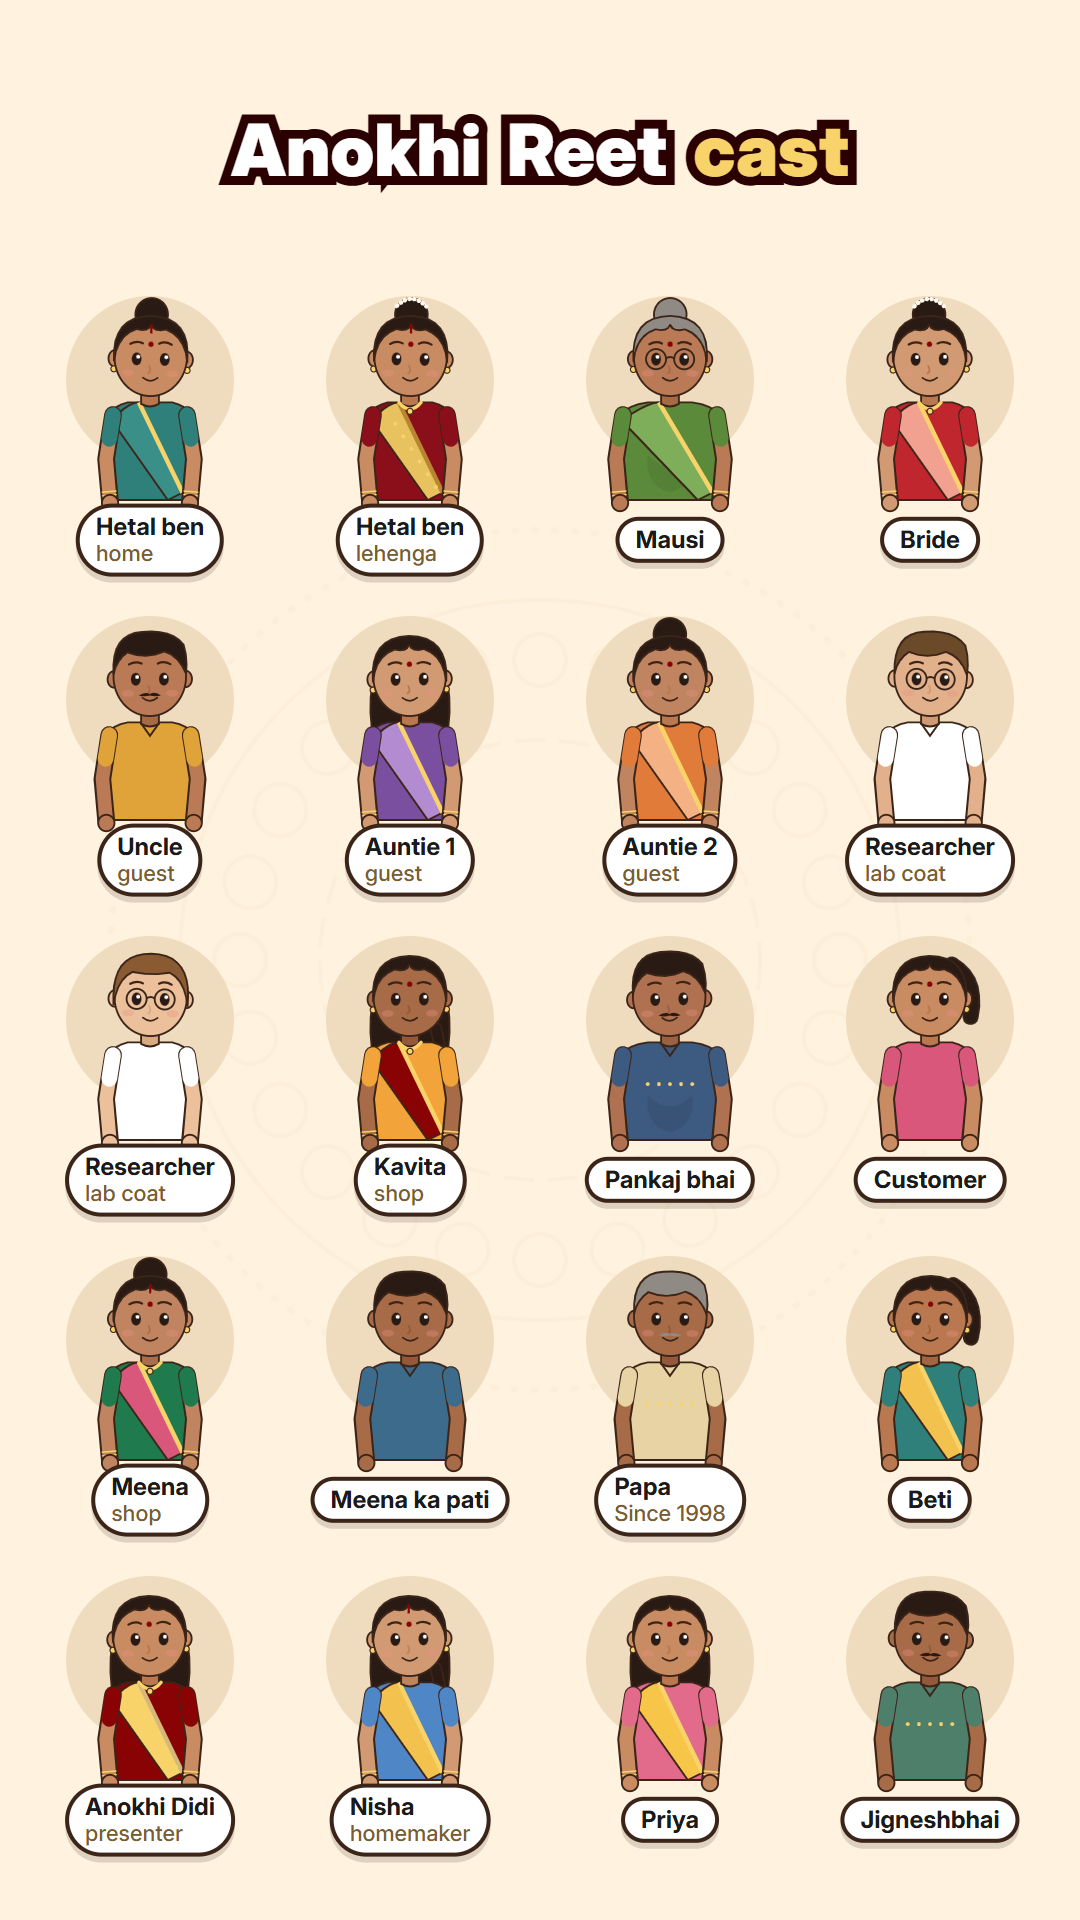 Anokhi Reet cast
Hetal ben
home
Hetal ben
lehenga
Mausi
Bride
Uncle
guest
Auntie 1
guest
Auntie 2
guest
Researcher
lab coat
Researcher
lab coat
Kavita
shop
Pankaj bhai
Customer
Meena
shop
Meena ka pati
Papa
Since 1998
Beti
Anokhi Didi
presenter
Nisha
homemaker
Priya
Jigneshbhai